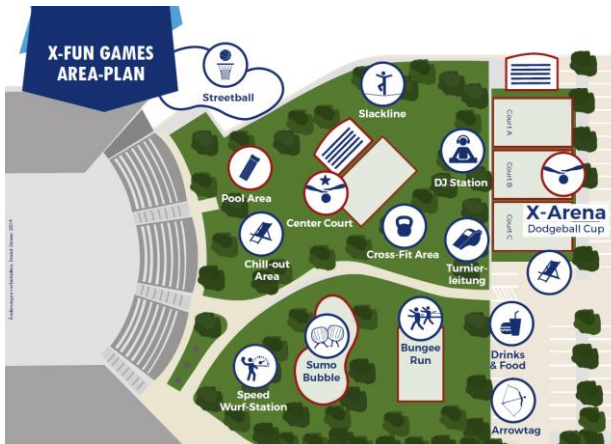 X-FUN GAMES
AREA-PLAN
Streetball
Slackline
Court A
Pool Area
DJ Station
Court B
Center Court
X-Arena
Dodgeball Cup
Court C
Chill-out
Area
Cross-Fit Area
Turnier-
leitung
Sumo
Bubble
Bungee
Run
Drinks
& Food
Speed
Wurf-Station
Arrowtag